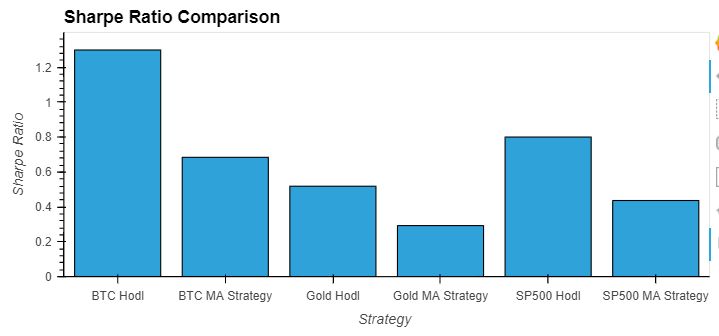 Sharpe Ratio Comparison
Sharpe Ratio
1.2
1
0.8
0.6
0.4
0.2
0
BTC Hodl
BTC MA Strategy
Gold Hodl
Gold MA Strategy
SP500 Hodl
SP500 MA Strategy
Strategy